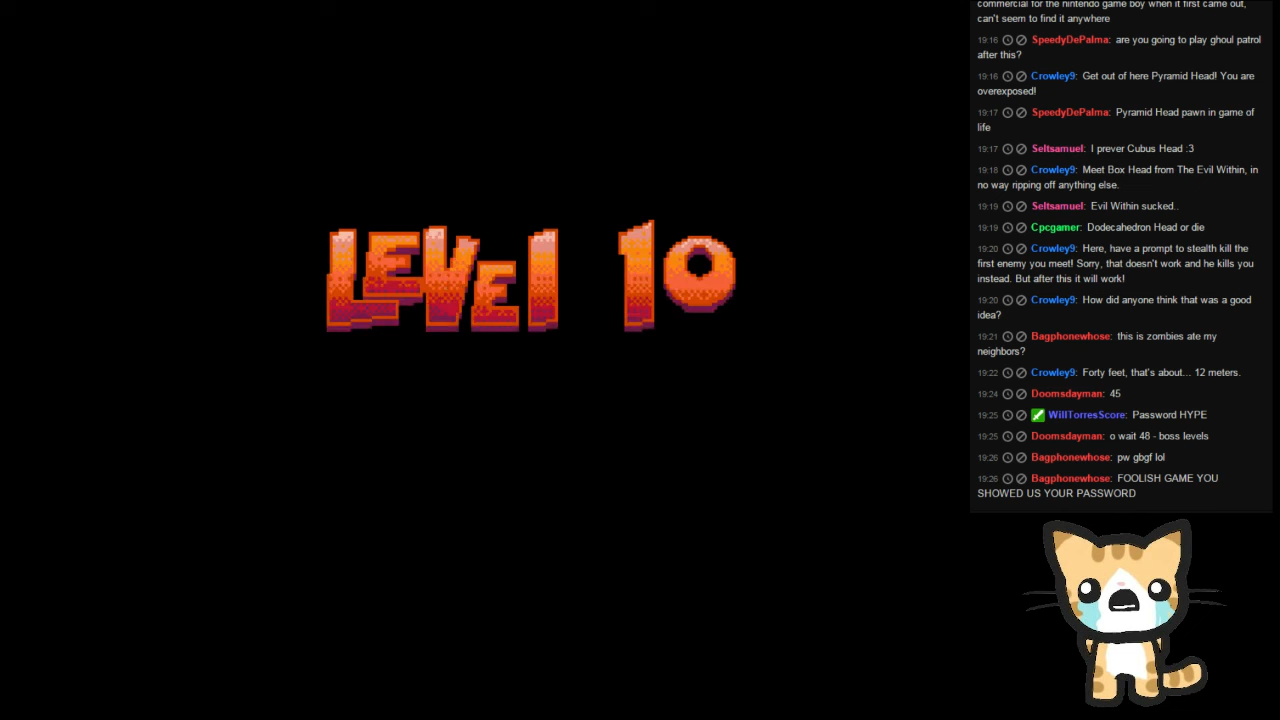 commercial for the nintendo game boy when it first came out,
can't seem to find it anywhere
19:16 SpeedyDePalma: are you going to play ghoul patrol
after this?
19:16 Crowley9: Get out of here Pyramid Head! You are
overexposed!
19:17 SpeedyDePalma: Pyramid Head pawn in game of
life
19:17 Seltsamuel: I prever Cubus Head :3
19:18 Crowley9: Meet Box Head from The Evil Within, in
no way ripping off anything else.
19:19 Seltsamuel: Evil Within sucked..
19:19 Cpcgamer: Dodecahedron Head or die
19:20 Crowley9: Here, have a prompt to stealth kill the
first enemy you meet! Sorry, that doesn't work and he kills you
instead. But after this it will work!
19:20 Crowley9: How did anyone think that was a good
idea?
19:21 Bagphonewhose: this is zombies ate my
neighbors?
19:22 Crowley9: Forty feet, that's about... 12 meters.
19:24 Doomsdayman: 45
19:25 WillTorresScore: Password HYPE
19:25 Doomsdayman: o wait 48 - boss levels
19:26 Bagphonewhose: pw gbgf lol
19:26 Bagphonewhose: FOOLISH GAME YOU
SHOWED US YOUR PASSWORD
LEVEl 10